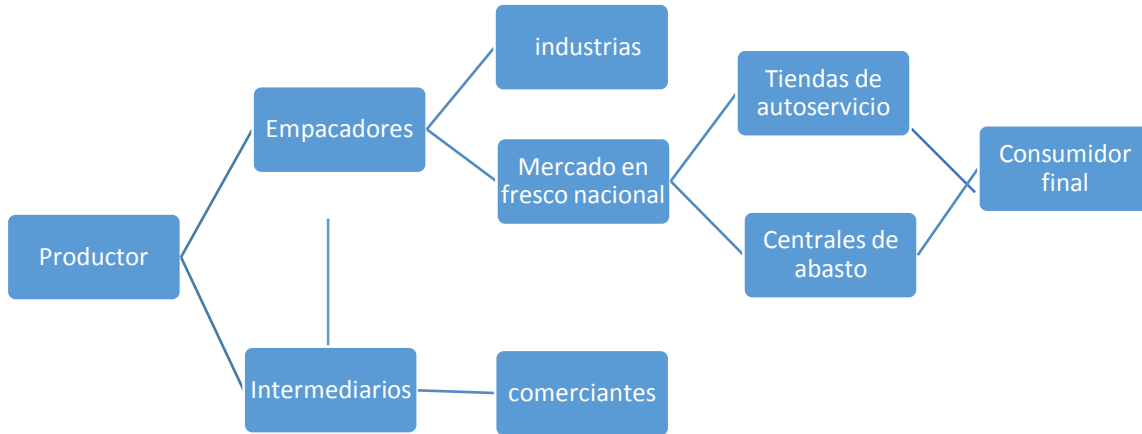 industrias
Tiendas de
autoservicio
Empacadores
Mercado en
fresco nacional
Consumidor
final
Productor
Centrales de
abasto
Intermediarios
comerciantes